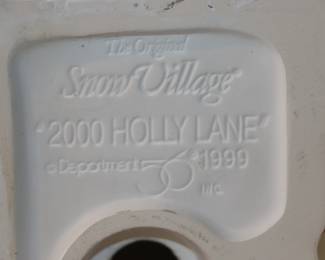 The Original
Snow Village®
"2000 HOLLY LANE"
© Department 56 ® 1999
INC.